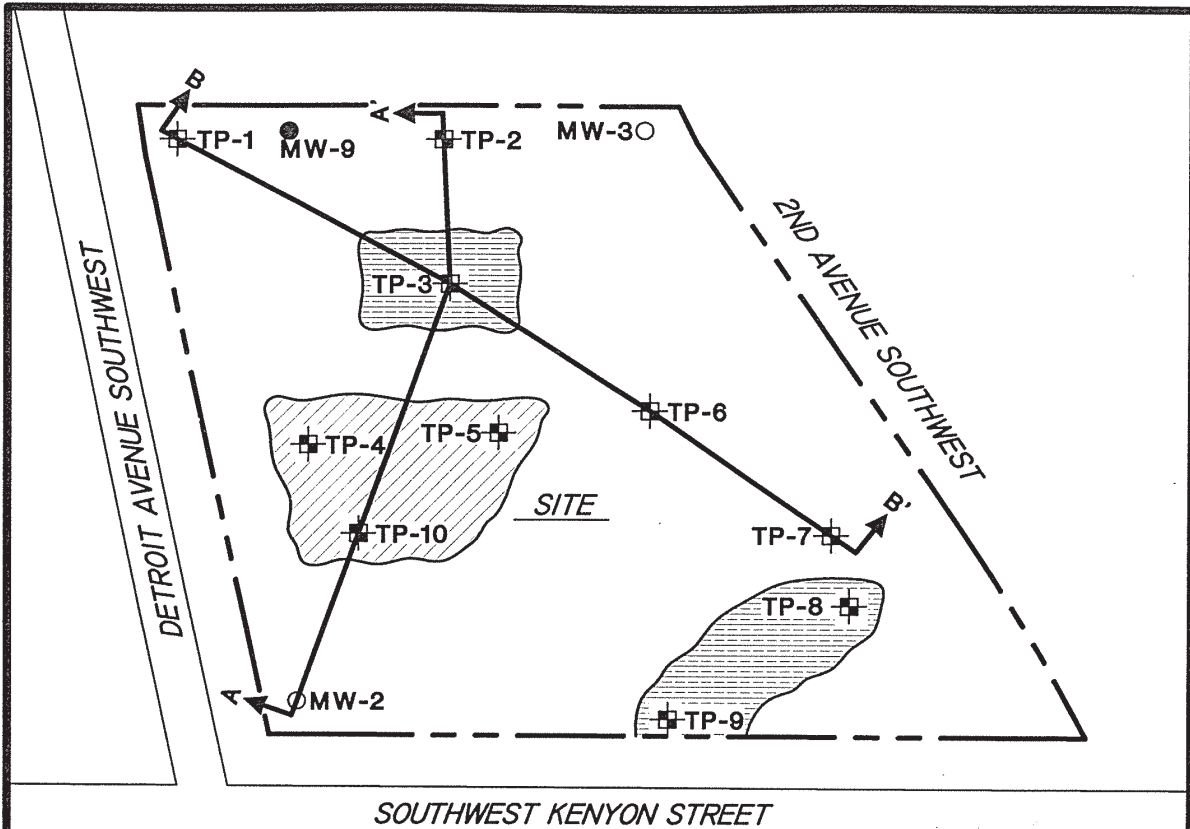 B
A'
TP-1
MW-9
TP-2
MW-3
2ND AVENUE SOUTHWEST
TP-3
DETROIT AVENUE SOUTHWEST
TP-6
TP-4
TP-5
SITE
B'
TP-10
TP-7
TP-8
A
MW-2
TP-9
SOUTHWEST KENYON STREET